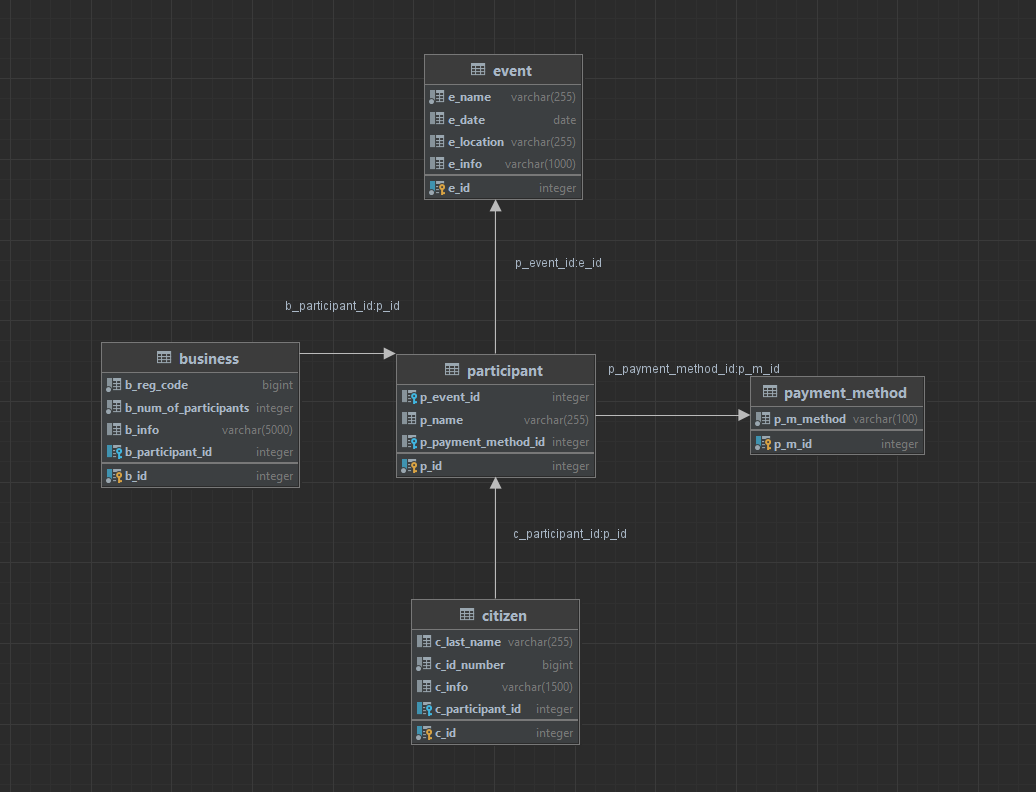 event
e_name varchar(255)
e_date date
e_location varchar(255)
e_info varchar(1000)
e_id integer
p_event_id:e_id
b_participant_id:p_id
business
b_reg_code bigint
b_num_of_participants integer
b_info varchar(5000)
b_participant_id integer
b_id integer
participant
p_event_id integer
p_name varchar(255)
p_payment_method_id integer
p_id integer
p_payment_method_id:p_m_id
payment_method
p_m_method varchar(100)
p_m_id integer
c_participant_id:p_id
citizen
c_last_name varchar(255)
c_id_number bigint
c_info varchar(1500)
c_participant_id integer
c_id integer